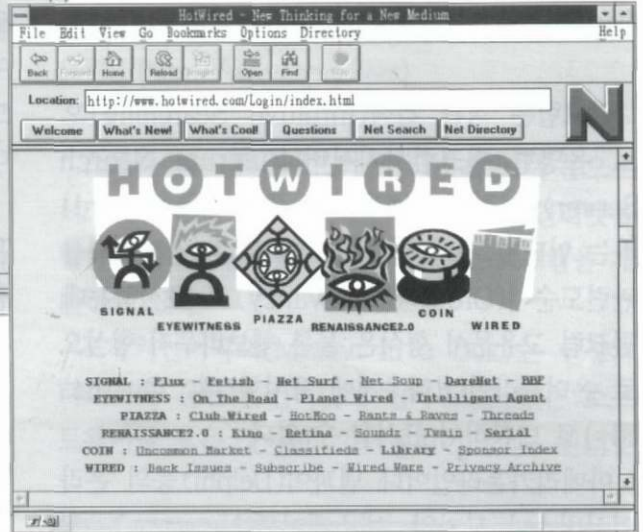 HotWired - New Thinking for a New Medium
File Edit View Go Bookmarks Options Directory Help
Back Forward Home Reload Images Open Find Stop
Location: http://www.hotwired.com/Login/index.html
N
Welcome What's New! What's Cool! Questions Net Search Net Directory
HOTWIRED
SIGNAL EYEWITNESS PIAZZA RENAISSANCE2.0 COIN WIRED
SIGNAL : Flux - Fetish - Net Surf - Net Soup - DaveNet - BBF
EYEWITNESS : On The Road - Planet Wired - Intelligent Agent
PIAZZA : Club Wired - HotMoo - Rants & Raves - Threads
RENAISSANCE2.0 : Kino - Retina - Soundz - Twain - Serial
COIN : Uncommon Market - Classifieds - Library - Sponsor Index
WIRED : Back Issues - Subscribe - Wired Ware - Privacy Archive